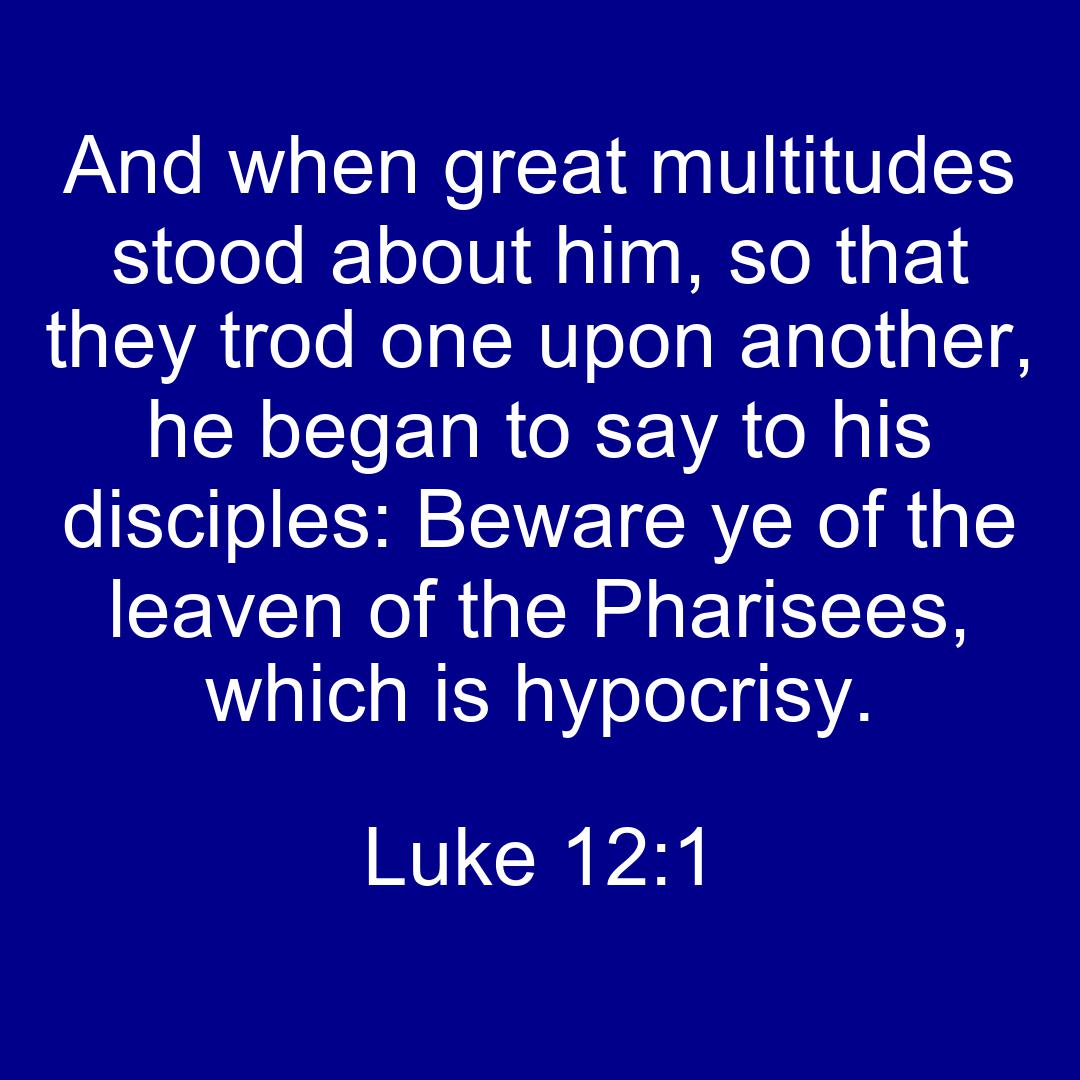 And when great multitudes
stood about him, so that
they trod one upon another,
he began to say to his
disciples: Beware ye of the
leaven of the Pharisees,
which is hypocrisy.
Luke 12:1